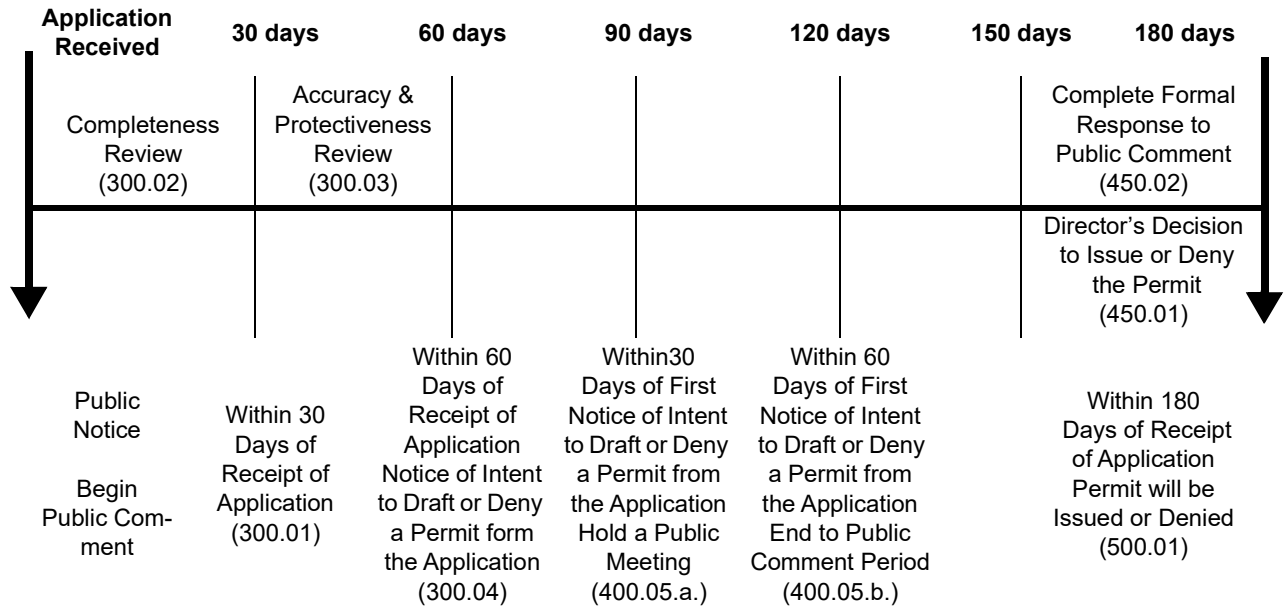 Application
Received
30 days
60 days
90 days
120 days
150 days
180 days
Completeness
Review
(300.02)
Accuracy &
Protectiveness
Review
(300.03)
Complete Formal
Response to
Public Comment
(450.02)
Director's Decision
to Issue or Deny
the Permit
(450.01)
Public
Notice
Begin
Public Com-
ment
Within 30
Days of
Receipt of
Application
(300.01)
Within 60
Days of
Receipt of
Application
Notice of Intent
to Draft or Deny
a Permit form
the Application
(300.04)
Within30
Days of First
Notice of Intent
to Draft or Deny
a Permit from
the Application
Hold a Public
Meeting
(400.05.a.)
Within 60
Days of First
Notice of Intent
to Draft or Deny
a Permit from
the Application
End to Public
Comment Period
(400.05.b.)
Within 180
Days of Receipt
of Application
Permit will be
Issued or Denied
(500.01)